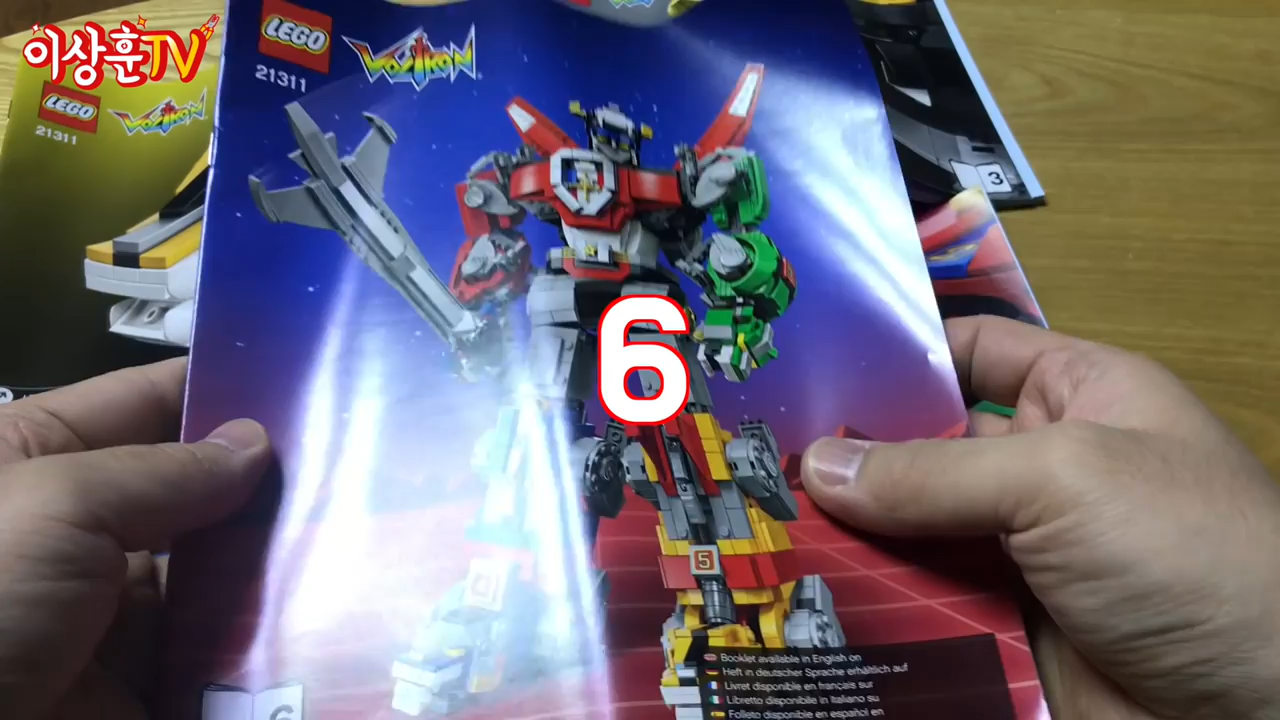 이상훈TV
LEGO
VOLTRON
21311
LEGO
VOLTRON
21311
3
6
5
6
Booklet available in English on
Heft in deutscher Sprache erhältlich auf
Livret disponible en français sur
Libretto disponibile in italiano su
Folleto disponible en español en